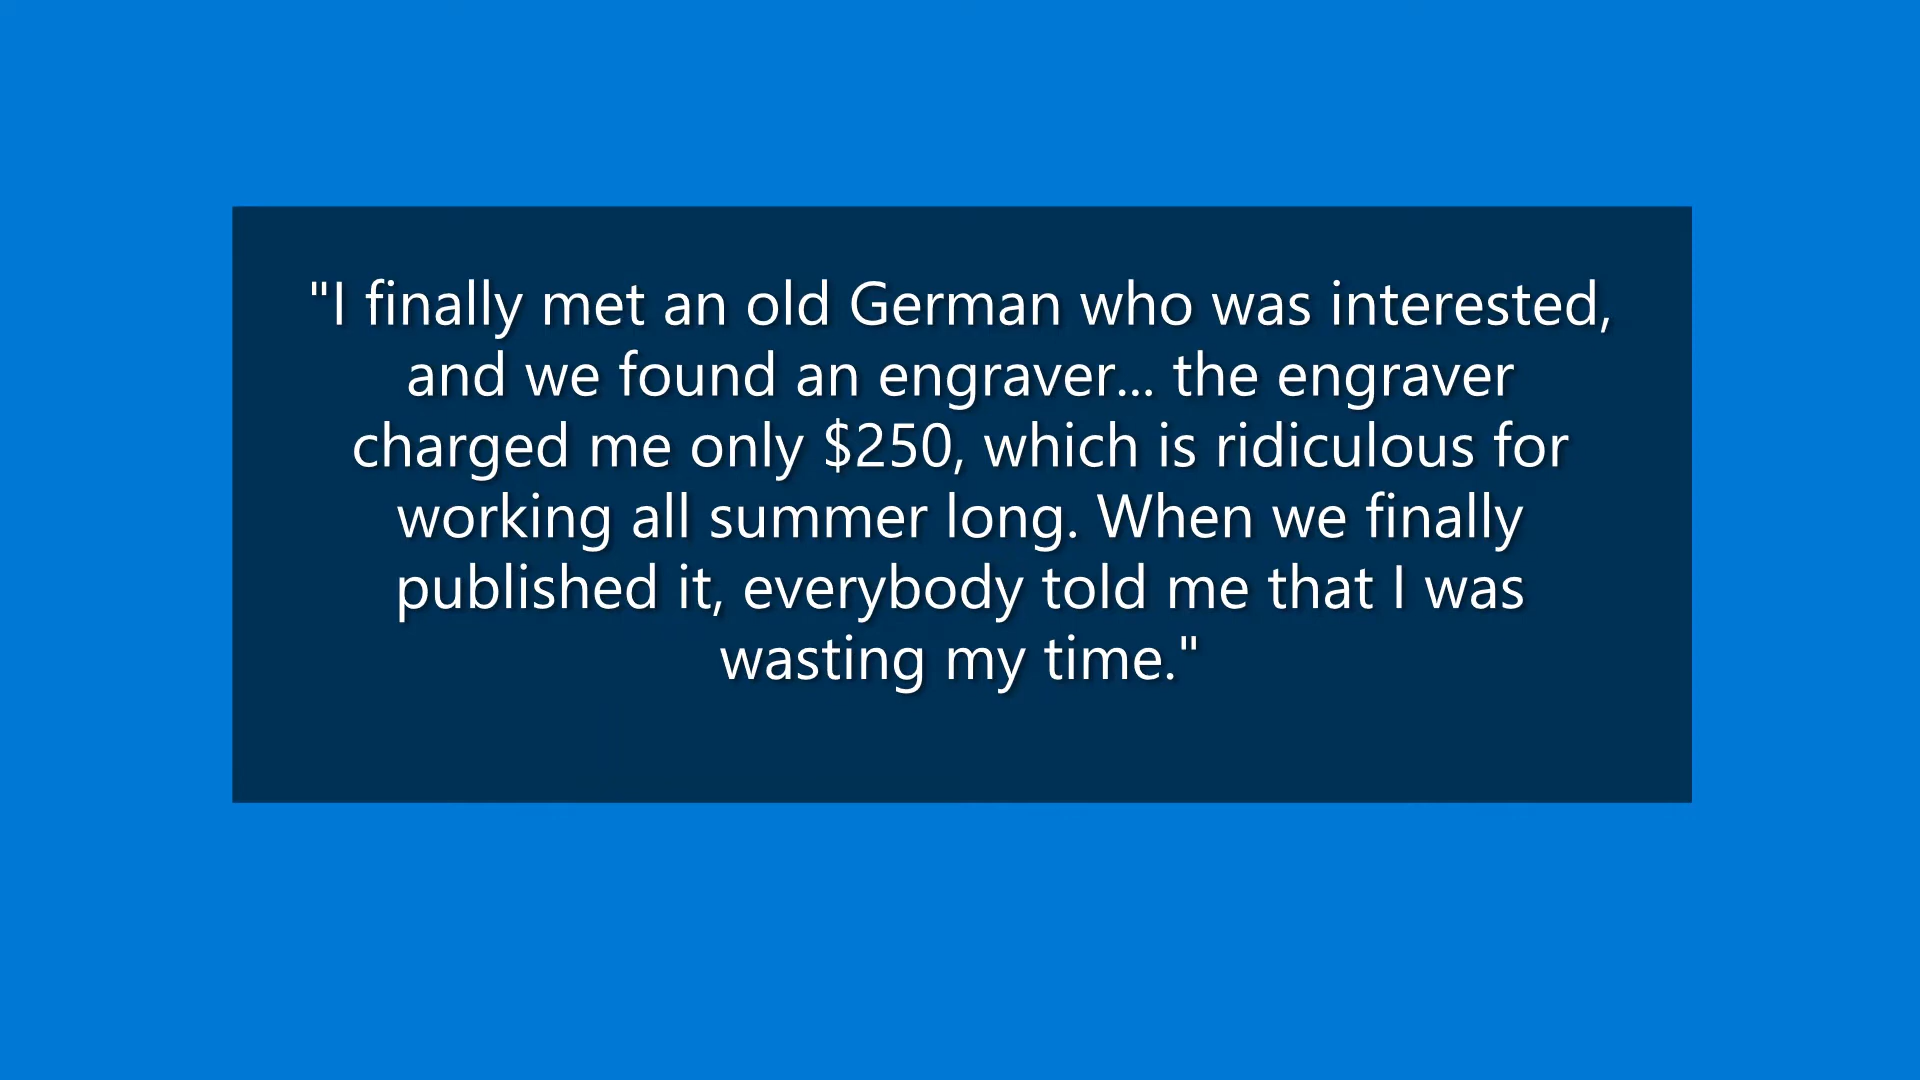 "I finally met an old German who was interested,
and we found an engraver... the engraver
charged me only $250, which is ridiculous for
working all summer long. When we finally
published it, everybody told me that I was
wasting my time."